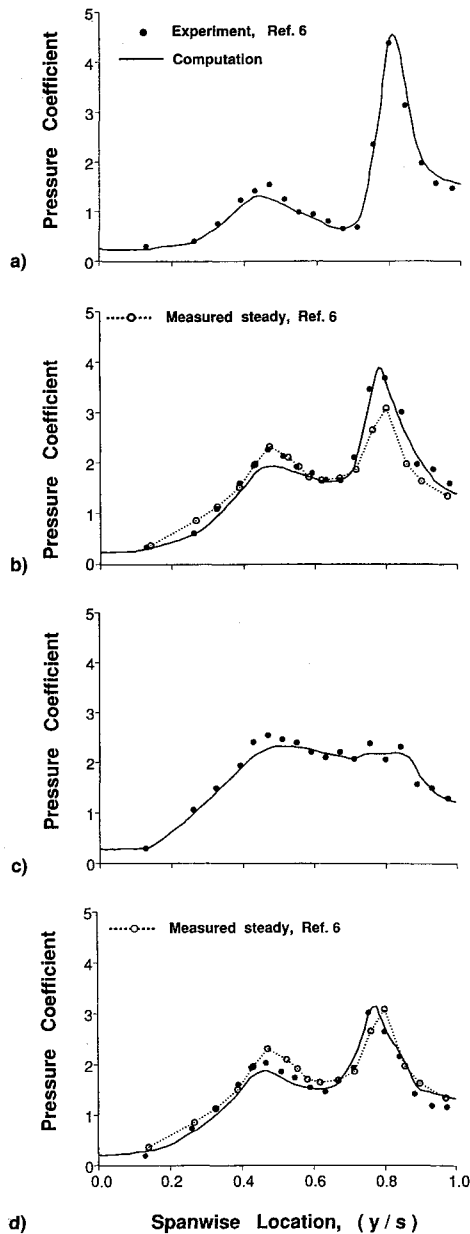 5
4
3
2
1
0
Pressure Coefficient
Experiment, Ref. 6
Computation
a)
5
4
3
2
1
0
Pressure Coefficient
Measured steady, Ref. 6
b)
5
4
3
2
1
0
Pressure Coefficient
c)
5
4
3
2
1
0
Pressure Coefficient
Measured steady, Ref. 6
0.0 0.2 0.4 0.6 0.8 1.0
d) Spanwise Location, (y/s)